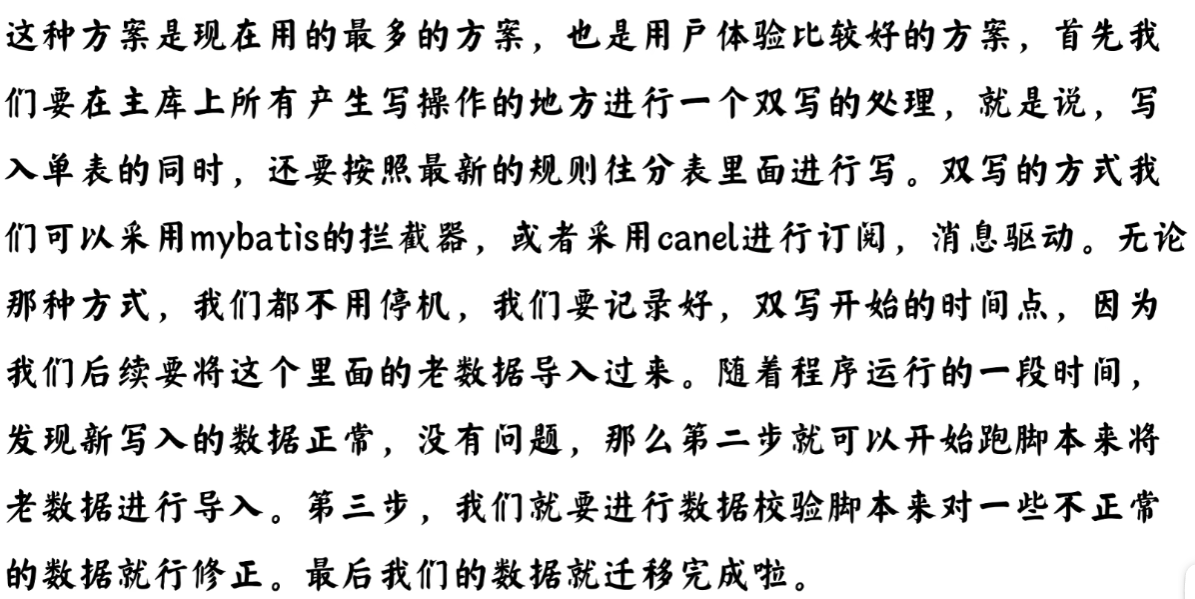 这种方案是现在用的最多的方案，也是用户体验比较好的方案，首先我
们要在主库上所有产生写操作的地方进行一个双写的处理，就是说，写
入单表的同时，还要按照最新的规则往分表里面进行写。双写的方式我
们可以采用mybatis的拦截器，或者采用canel进行订阅，消息驱动。无论
那种方式，我们都不用停机，我们要记录好，双写开始的时间点，因为
我们后续要将这个里面的老数据导入过来。随着程序运行的一段时间，
发现新写入的数据正常，没有问题，那么第二步就可以开始跑脚本来将
老数据进行导入。第三步，我们就要进行数据校验脚本来对一些不正常
的数据就行修正。最后我们的数据就迁移完成啦。